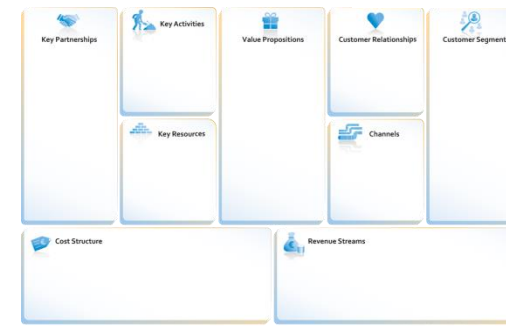 Key Partnerships
Key Activities
Value Propositions
Customer Relationships
Customer Segment
Key Resources
Channels
Cost Structure
Revenue Streams